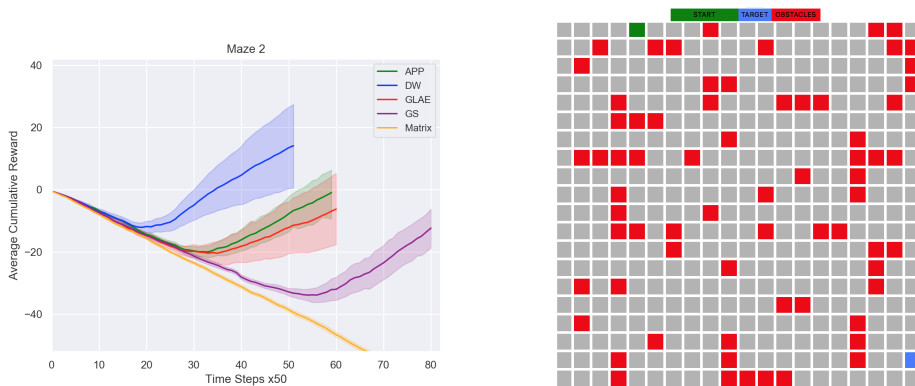 START TARGET OBSTACLES
Maze 2
APP
DW
GLAE
GS
Matrix
40
20
0
−20
−40
Average Cumulative Reward
0 10 20 30 40 50 60 70 80
Time Steps x50